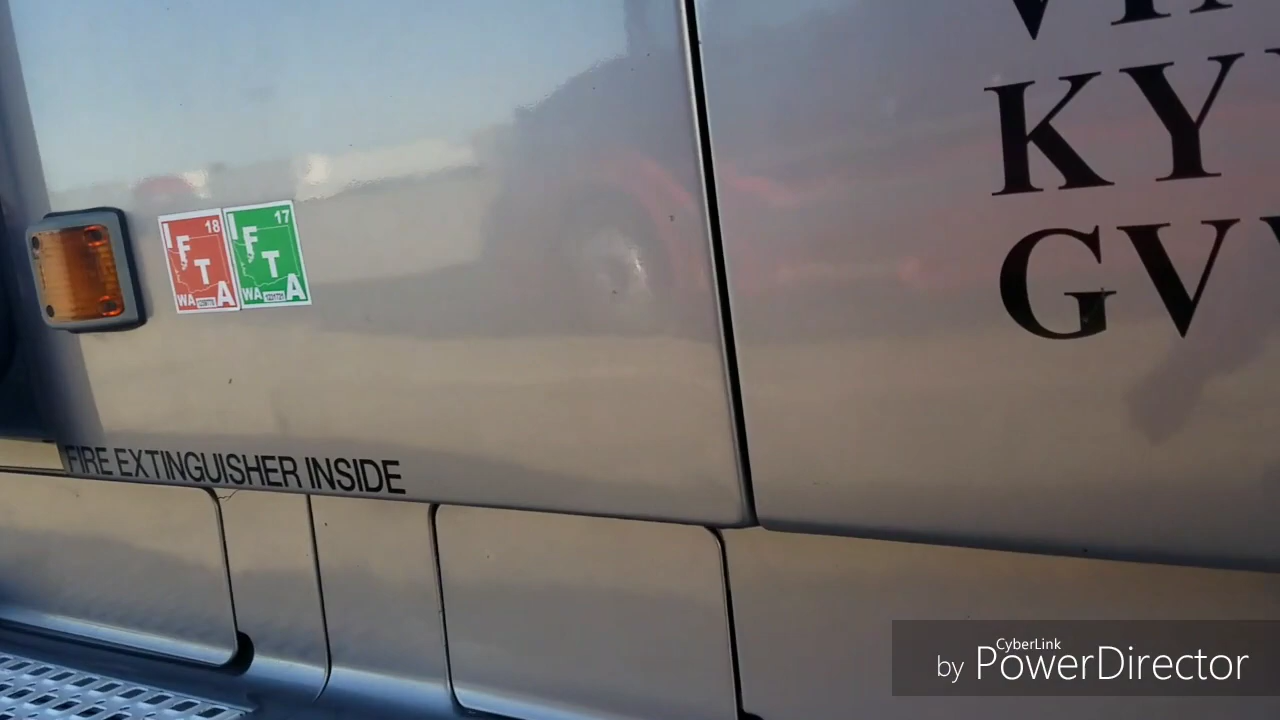 KY
GV
18
IFTA
WA
17
IFTA
WA
FIRE EXTINGUISHER INSIDE
CyberLink
by PowerDirector